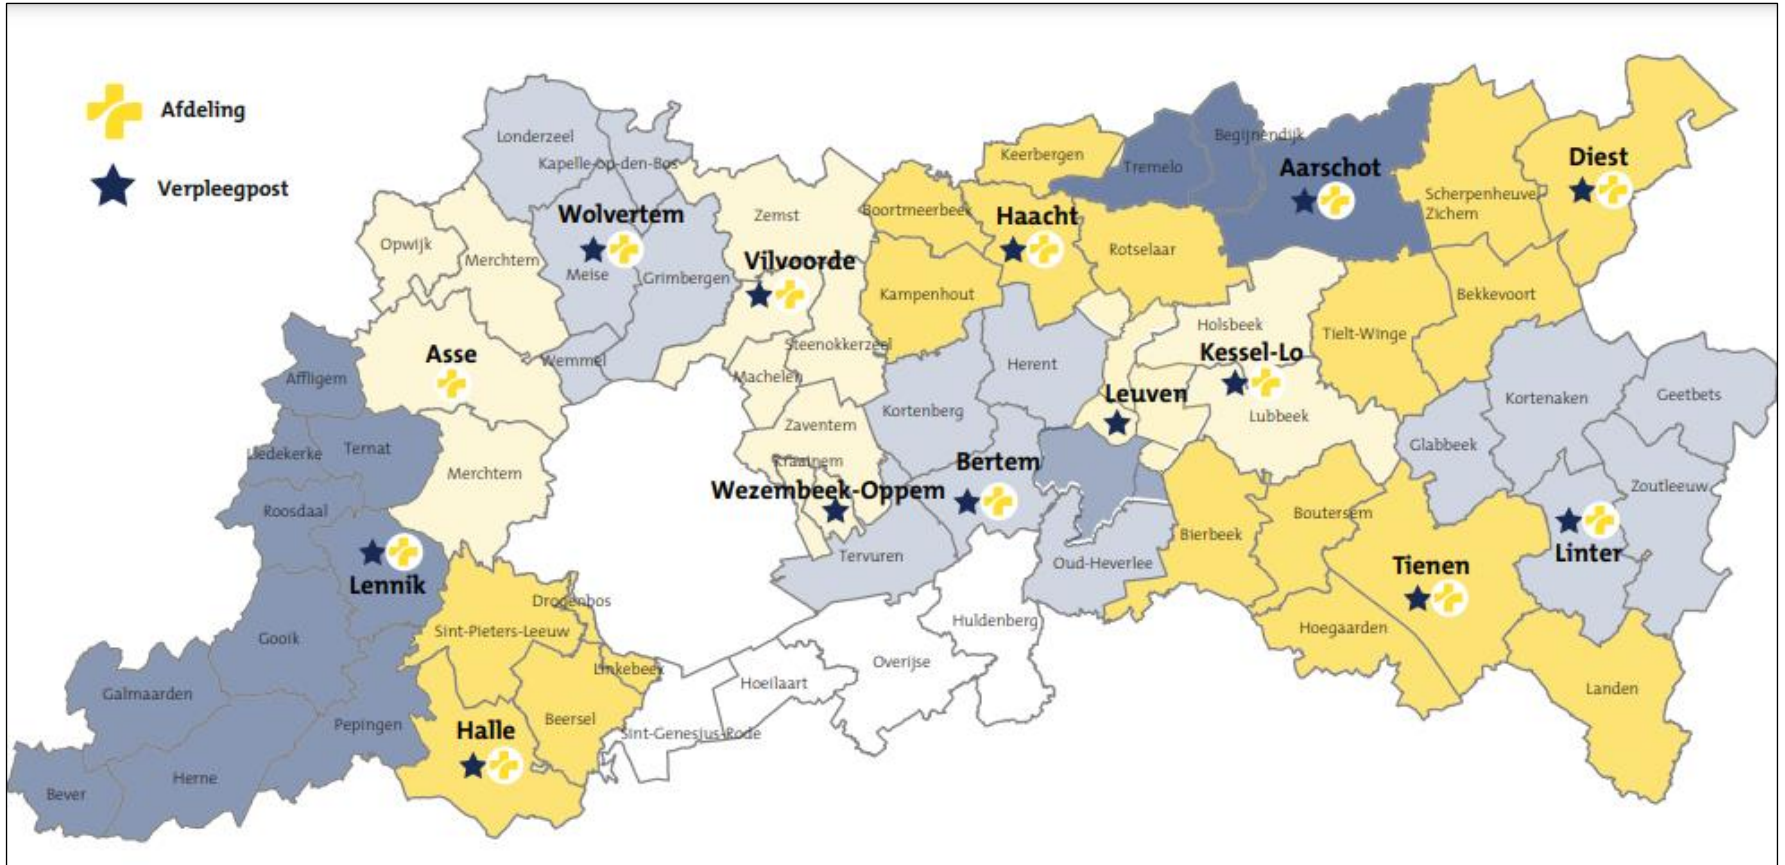 Afdeling
Verpleegpost
Londerzeel
Kapelle-op-den-Bos
Wolvertem
Opwijk
Merchtem
Meise
Grimbergen
Zemst
Vilvoorde
Keerbergen
Tremelo
Begijnendijk
Aarschot
Diest
Scherpenheuvel
Zichem
Boortmeerbeek
Haacht
Rotselaar
Kampenhout
Bekkevoort
Tielt-Winge
Holsbeek
Kessel-Lo
Asse
Wemmel
Steenokkerzeel
Machelen
Herent
Leuven
Lubbeek
Kortenaken
Geetbets
Affligem
Kortenberg
Zaventem
Glabbeek
Liedekerke
Ternat
Merchtem
Kraainem
Bertem
Wezembeek-Oppem
Zoutleeuw
Roosdaal
Boutersem
Bierbeek
Linter
Tervuren
Oud-Heverlee
Tienen
Lennik
Drogenbos
Huldenberg
Sint-Pieters-Leeuw
Hoegaarden
Gooik
Linkebeek
Overijse
Hoeilaart
Landen
Galmaarden
Pepingen
Halle
Beersel
Sint-Genesius-Rode
Herne
Bever